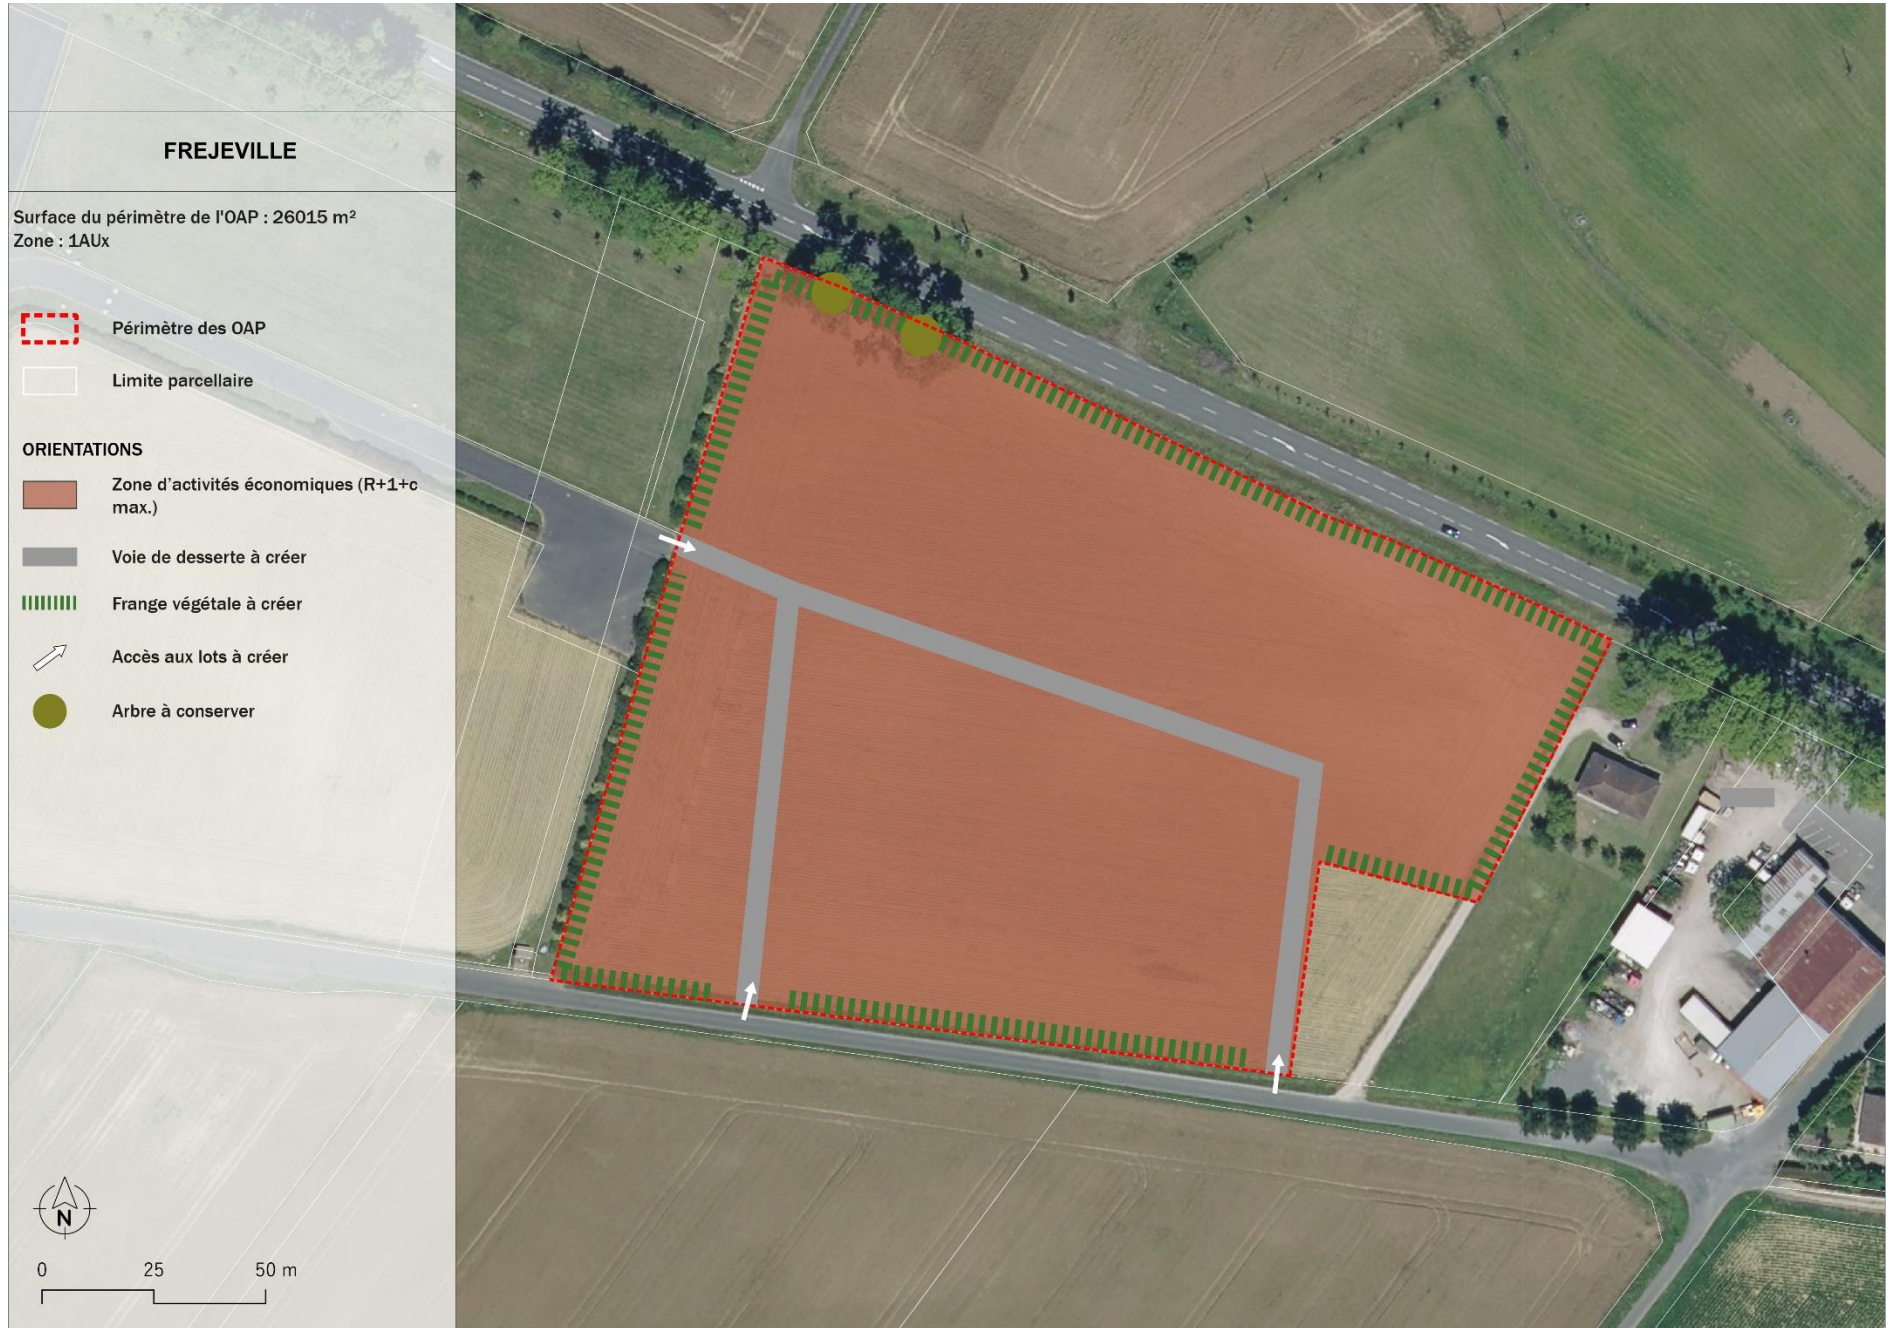 FREJEVILLE
Surface du périmètre de l'OAP : 26015 m²
Zone : 1AUx
Périmètre des OAP
Limite parcellaire
ORIENTATIONS
Zone d'activités économiques (R+1+c
max.)
Voie de desserte à créer
Frange végétale à créer
Accès aux lots à créer
Arbre à conserver
N
0 25 50 m